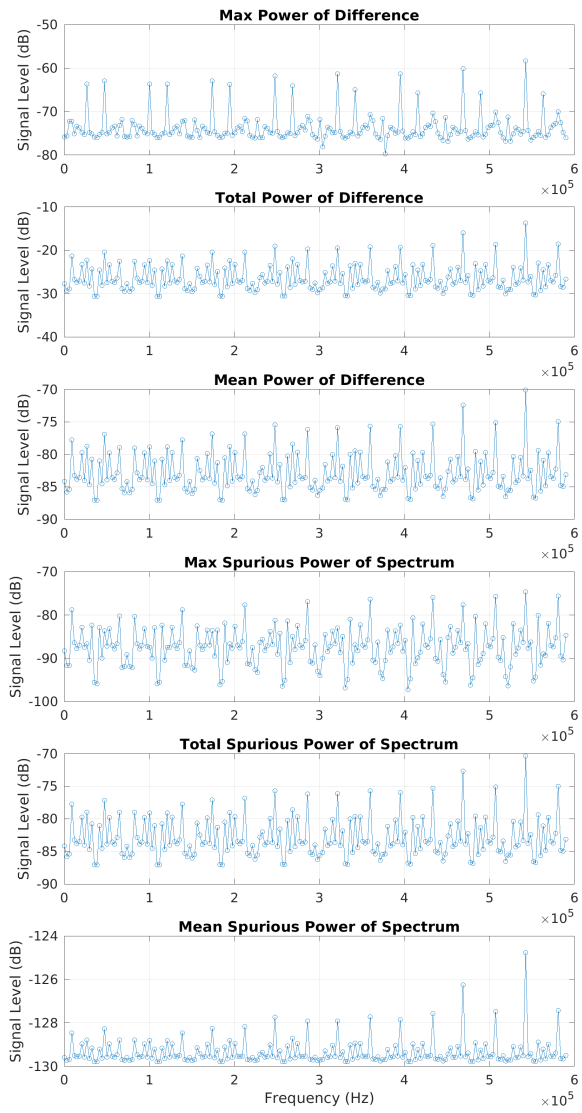 Max Power of Difference
Signal Level (dB)
-50
-60
-70
-80
0 1 2 3 4 5 6
×10^5
Total Power of Difference
Signal Level (dB)
-10
-20
-30
-40
0 1 2 3 4 5 6
×10^5
Mean Power of Difference
Signal Level (dB)
-70
-75
-80
-85
-90
0 1 2 3 4 5 6
×10^5
Max Spurious Power of Spectrum
Signal Level (dB)
-70
-80
-90
-100
0 1 2 3 4 5 6
×10^5
Total Spurious Power of Spectrum
Signal Level (dB)
-70
-75
-80
-85
-90
0 1 2 3 4 5 6
×10^5
Mean Spurious Power of Spectrum
Signal Level (dB)
-124
-126
-128
-130
0 1 2 3 4 5 6
Frequency (Hz)
×10^5